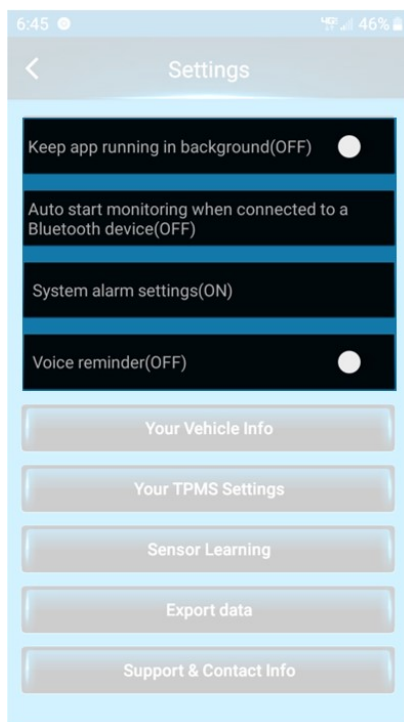 6:45 46%
Settings
Keep app running in background(OFF)
Auto start monitoring when connected to a
Bluetooth device(OFF)
System alarm settings(ON)
Voice reminder(OFF)
Your Vehicle Info
Your TPMS Settings
Sensor Learning
Export data
Support & Contact Info